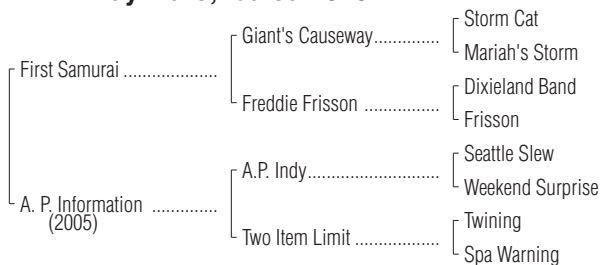 Storm Cat
Giant's Causeway..............
Mariah's Storm
First Samurai ....................
Dixieland Band
Freddie Frisson ................
Frisson
Seattle Slew
A.P. Indy............................
Weekend Surprise
A. P. Information ..............
(2005)
Twining
Two Item Limit ..................
Spa Warning